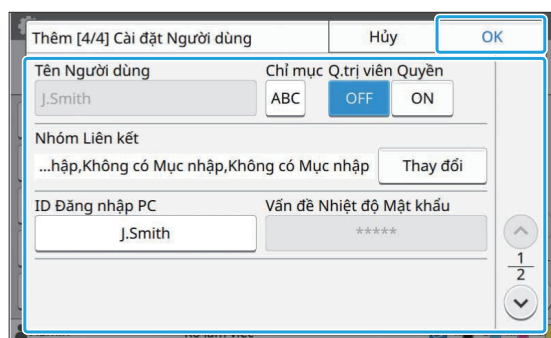 Thêm [4/4] Cài đặt Người dùng Hủy OK
Tên Người dùng Chỉ mục Q.trị viên Quyền
J.Smith ABC OFF ON
Nhóm Liên kết
...hập,Không có Mục nhập,Không có Mục nhập Thay đổi
ID Đăng nhập PC Vấn đề Nhiệt độ Mật khẩu
J.Smith *****
1
2